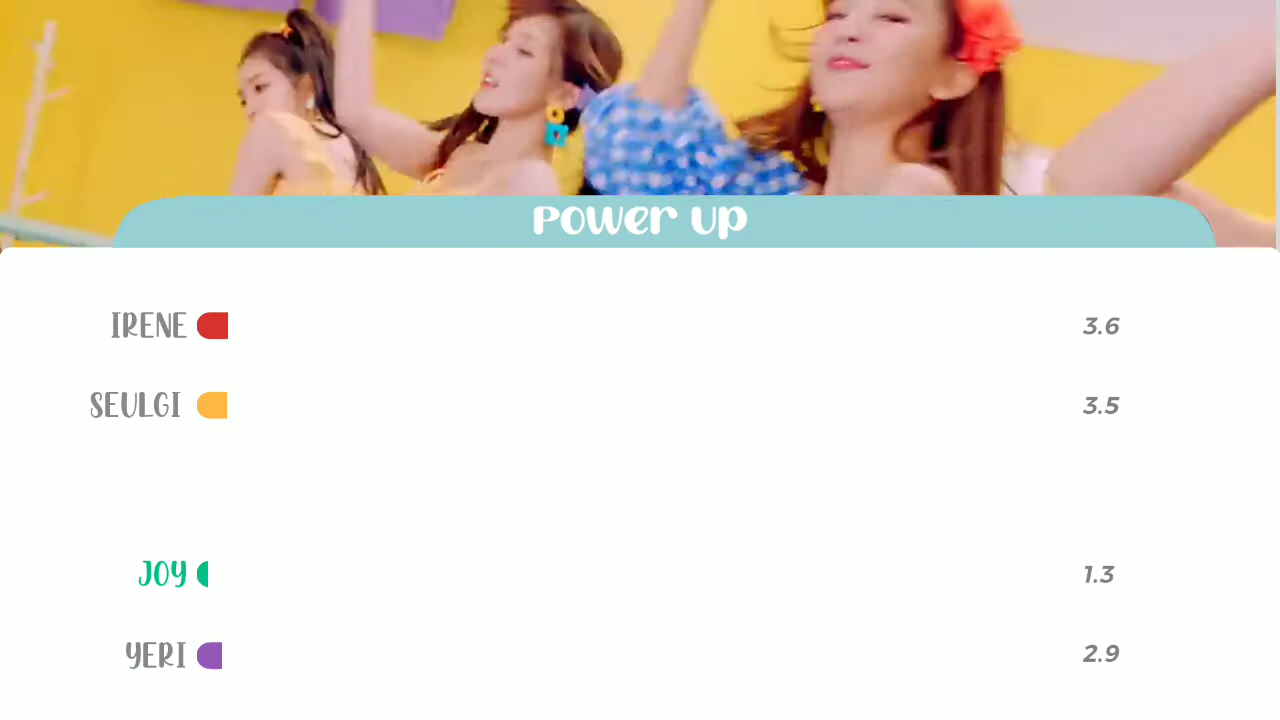 Power Up
IRENE 3.6
SEULGI 3.5
JOY 1.3
YERI 2.9